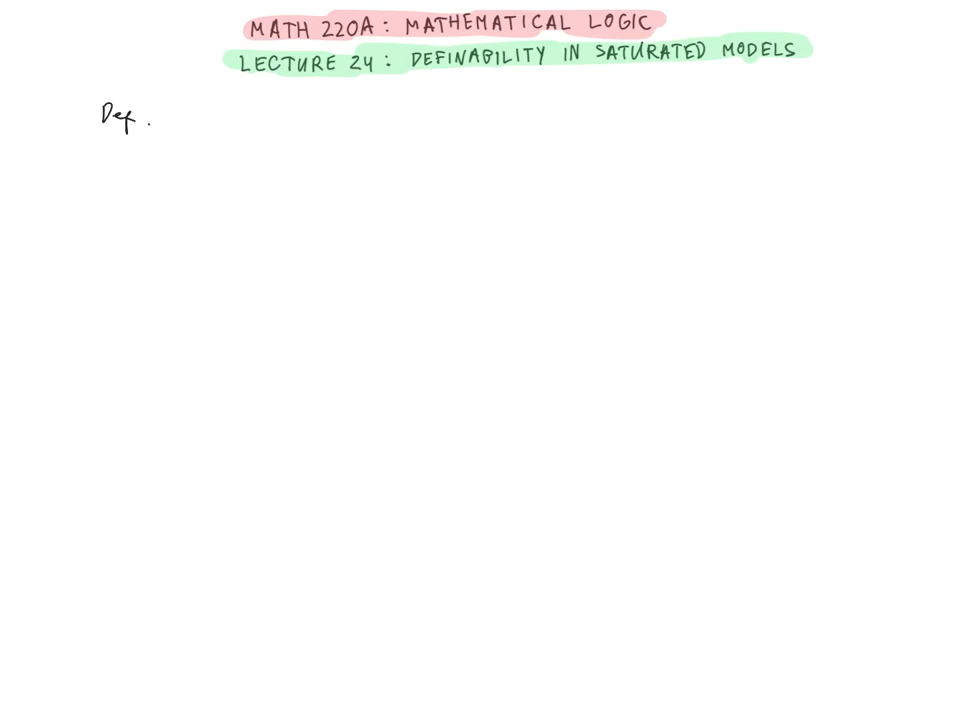 MATH 220A: MATHEMATICAL LOGIC
LECTURE 24: DEFINABILITY IN SATURATED MODELS
Def.